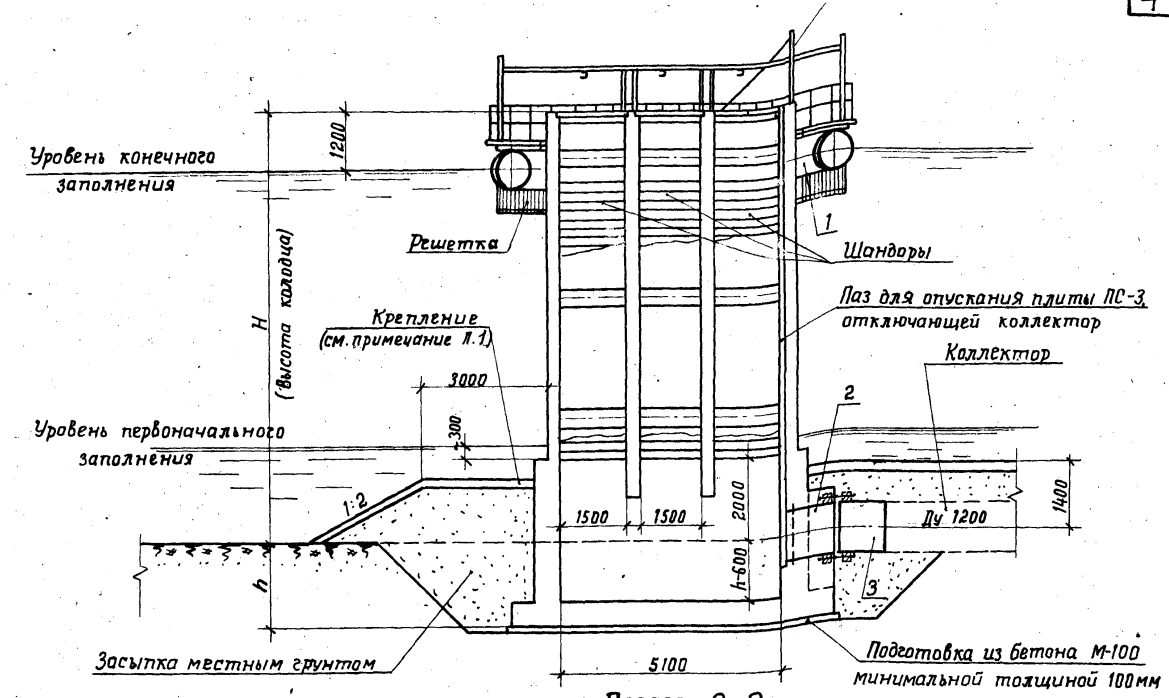 4
1200
Уровень конечного
заполнения
Решетка
1
Шандоры
H
(высота колодца)
Крепление
(см. примечание П.1)
3000
Паз для опускания плиты ПС-3,
отключающей коллектор
Коллектор
2
Уровень первоначального
заполнения
300
1:2
1500
1500
2000
Ду 1200
1400
h
h-600
3
Засыпка местным грунтом
5100
Подготовка из бетона М-100
минимальной толщиной 100мм